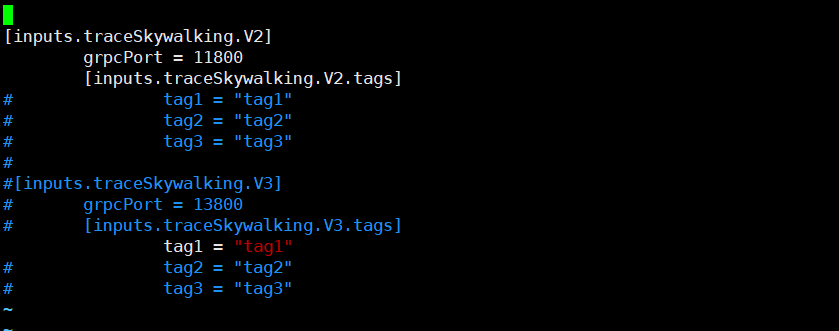 [inputs.traceSkywalking.V2]
        grpcPort = 11800
        [inputs.traceSkywalking.V2.tags]
#               tag1 = "tag1"
#               tag2 = "tag2"
#               tag3 = "tag3"
#
#[inputs.traceSkywalking.V3]
#       grpcPort = 13800
#       [inputs.traceSkywalking.V3.tags]
                tag1 = "tag1"
#               tag2 = "tag2"
#               tag3 = "tag3"
~
~